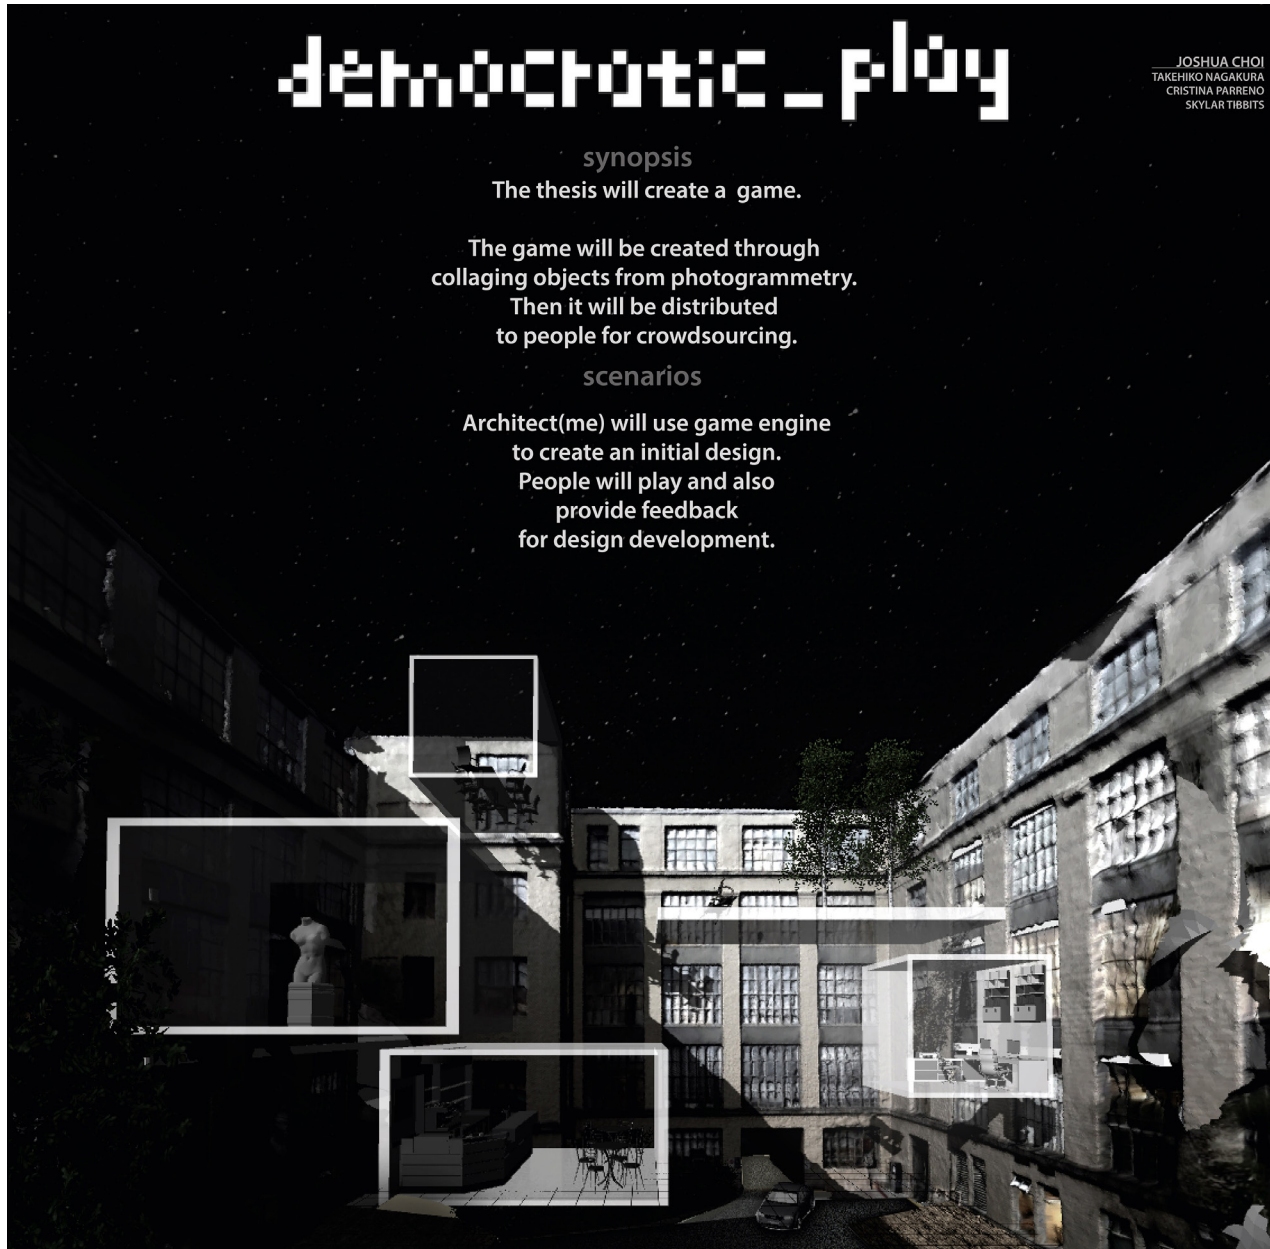 democratic_play
JOSHUA CHOI
TAKEHIKO NAGAKURA
CRISTINA PARRENO
SKYLAR TIBBITS
synopsis
The thesis will create a game.
The game will be created through
collaging objects from photogrammetry.
Then it will be distributed
to people for crowdsourcing.
scenarios
Architect(me) will use game engine
to create an initial design.
People will play and also
provide feedback
for design development.